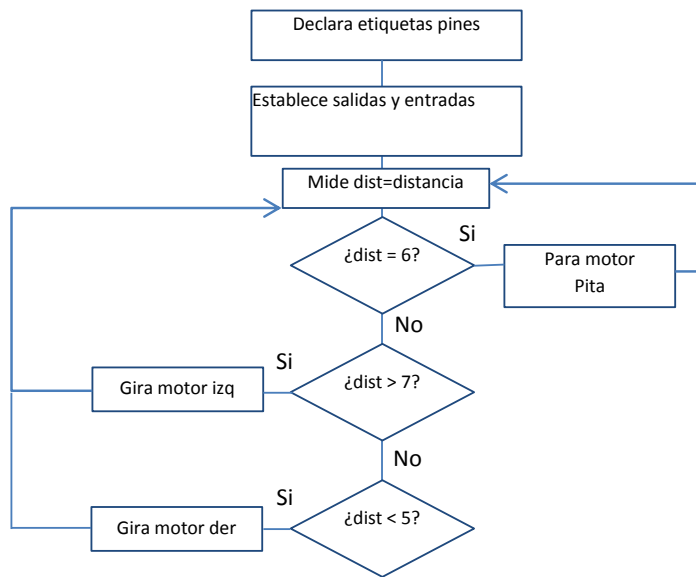 Declara etiquetas pines
Establece salidas y entradas
Mide dist=distancia
Si
¿dist = 6?
Para motor
Pita
No
Si
¿dist > 7?
Gira motor izq
No
Si
¿dist < 5?
Gira motor der